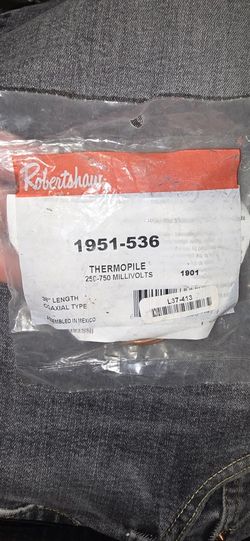 Robertshaw
1951-536
THERMOPILE
250-750 MILLIVOLTS
1901
36" LENGTH
COAXIAL TYPE
L37-413
ASSEMBLED IN MEXICO